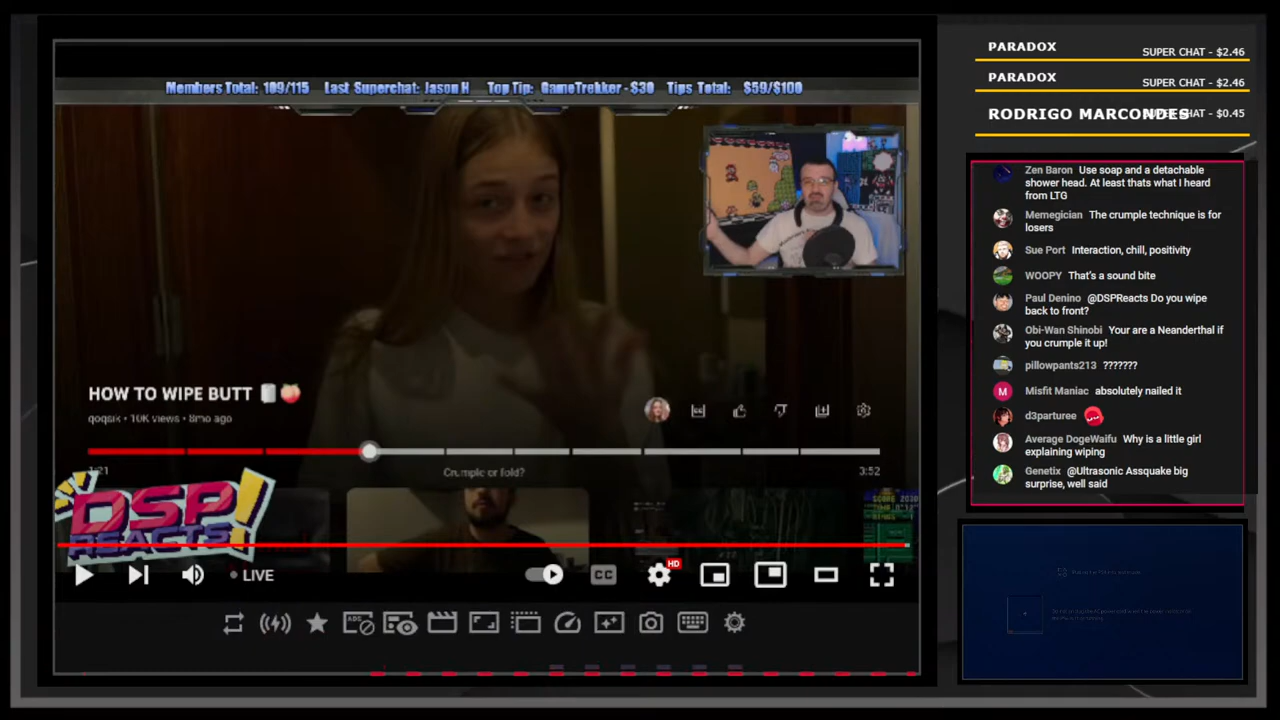 Members Total: 109/115 Last Superchat: Jason H Top Tip: GameTrekker - $30 Tips Total: $59/$100
PARADOX SUPER CHAT - $2.46
PARADOX SUPER CHAT - $2.46
RODRIGO MARCONDES SUPER CHAT - $0.45
Zen Baron Use soap and a detachable
shower head. At least thats what I heard
from LTG
Memegician The crumple technique is for
losers
Sue Port Interaction, chill, positivity
WOOPY That's a sound bite
Paul Denino @DSPReacts Do you wipe
back to front?
Obi-Wan Shinobi Your are a Neanderthal if
you crumple it up!
pillowpants213 ???????
Misfit Maniac absolutely nailed it
d3parturee
Average DogeWaifu Why is a little girl
explaining wiping
Genetix @Ultrasonic Assquake big
surprise, well said
HOW TO WIPE BUTT
qoqsik • 10K views • 8mo ago
1:21 Crumple or fold? 3:52
DSP
REACTS!
LIVE
CC
HD
ADS